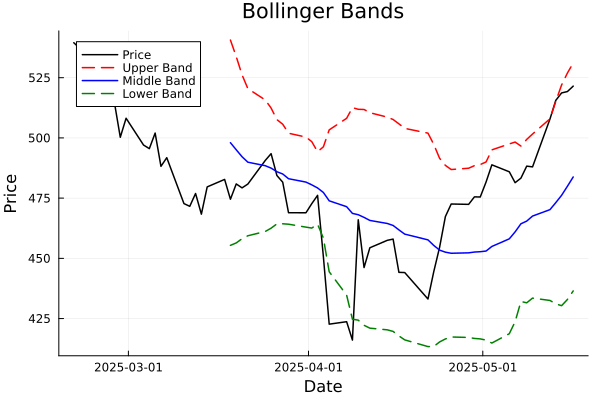 Bollinger Bands
Price
Upper Band
Middle Band
Lower Band
525
500
475
450
425
Price
2025-03-01
2025-04-01
2025-05-01
Date